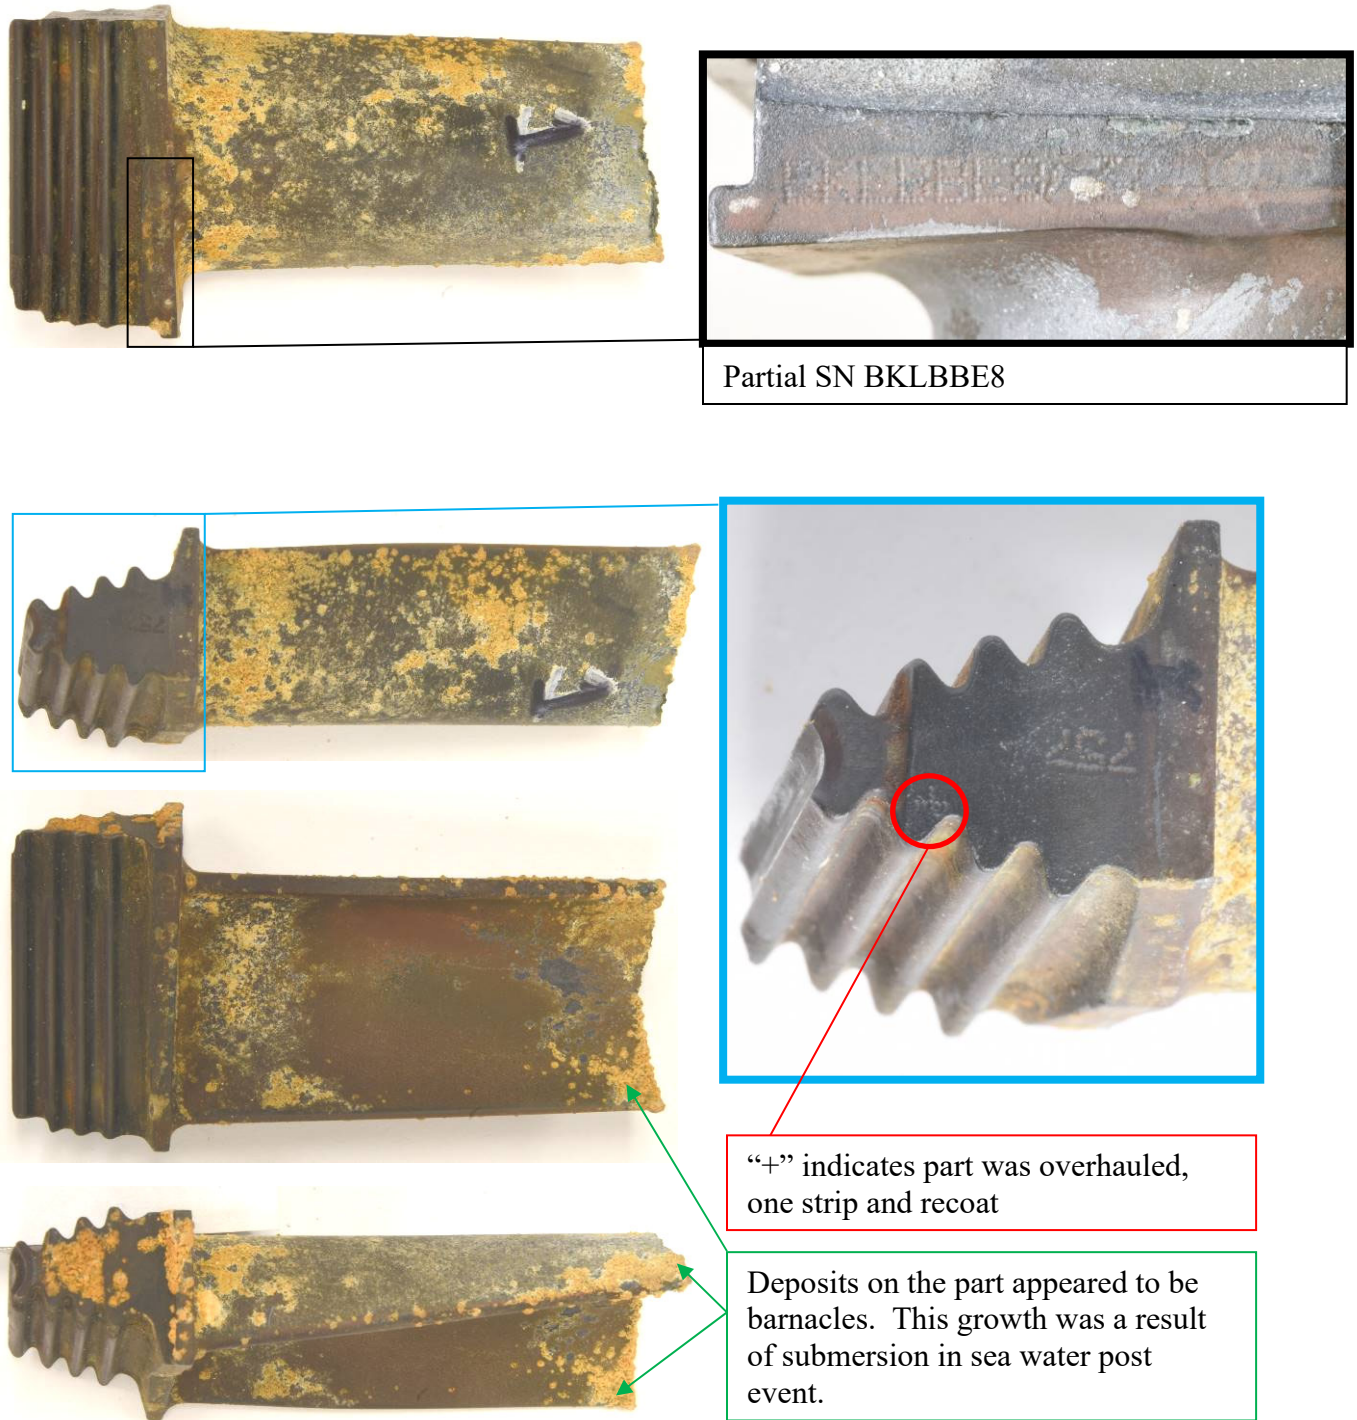 Partial SN BKLBBE8
“+” indicates part was overhauled,
one strip and recoat
Deposits on the part appeared to be
barnacles.  This growth was a result
of submersion in sea water post
event.